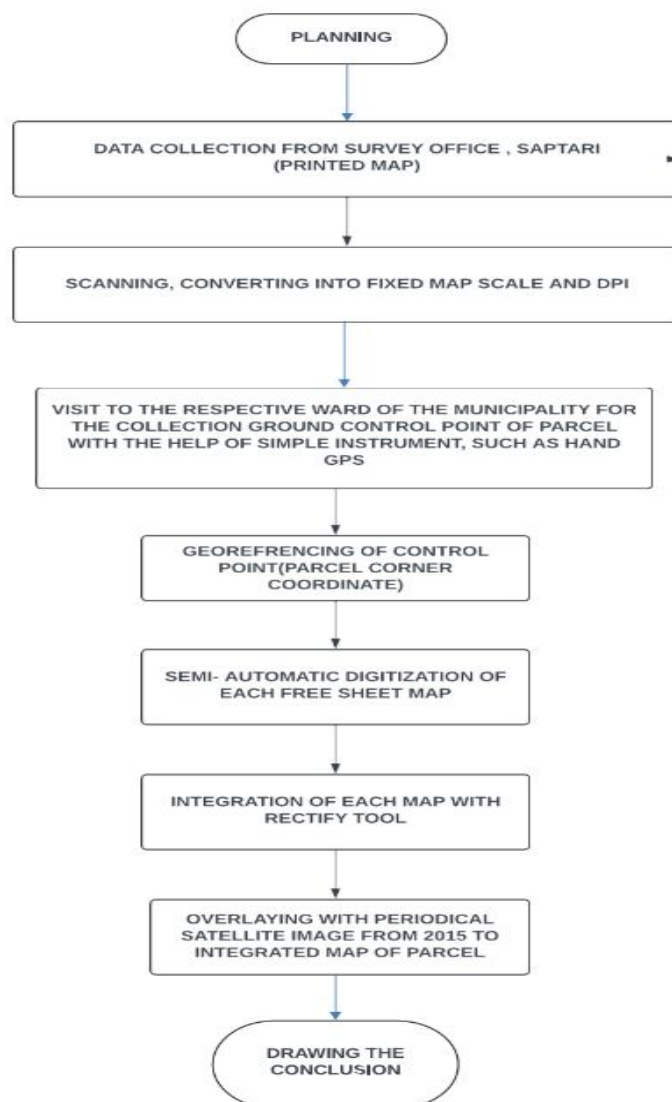 PLANNING
DATA COLLECTION FROM SURVEY OFFICE , SAPTARI
(PRINTED MAP)
SCANNING, CONVERTING INTO FIXED MAP SCALE AND DPI
VISIT TO THE RESPECTIVE WARD OF THE MUNICIPALITY FOR
THE COLLECTION GROUND CONTROL POINT OF PARCEL
WITH THE HELP OF SIMPLE INSTRUMENT, SUCH AS HAND
GPS
GEOREFRENCING OF CONTROL
POINT(PARCEL CORNER
COORDINATE)
SEMI- AUTOMATIC DIGITIZATION OF
EACH FREE SHEET MAP
INTEGRATION OF EACH MAP WITH
RECTIFY TOOL
OVERLAYING WITH PERIODICAL
SATELLITE IMAGE FROM 2015 TO
INTEGRATED MAP OF PARCEL
DRAWING THE
CONCLUSION